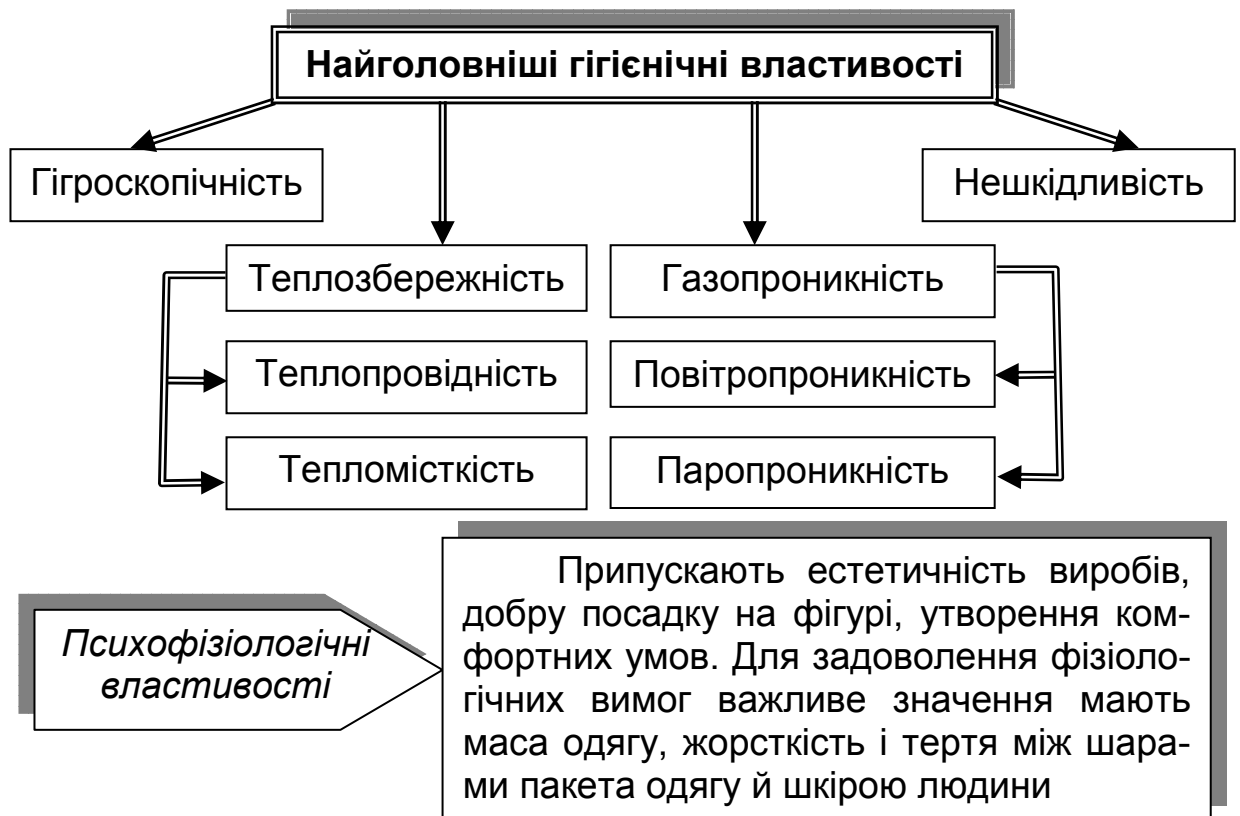 Найголовніші гігієнічні властивості
Гігроскопічність
Нешкідливість
Теплозбережність
Газопроникність
Теплопровідність
Повітропроникність
Тепломісткість
Паропроникність
Психофізіологічні
властивості
Припускають естетичність виробів,
добру посадку на фігурі, утворення ком-
фортних умов. Для задоволення фізіоло-
гічних вимог важливе значення мають
маса одягу, жорсткість і тертя між шара-
ми пакета одягу й шкірою людини